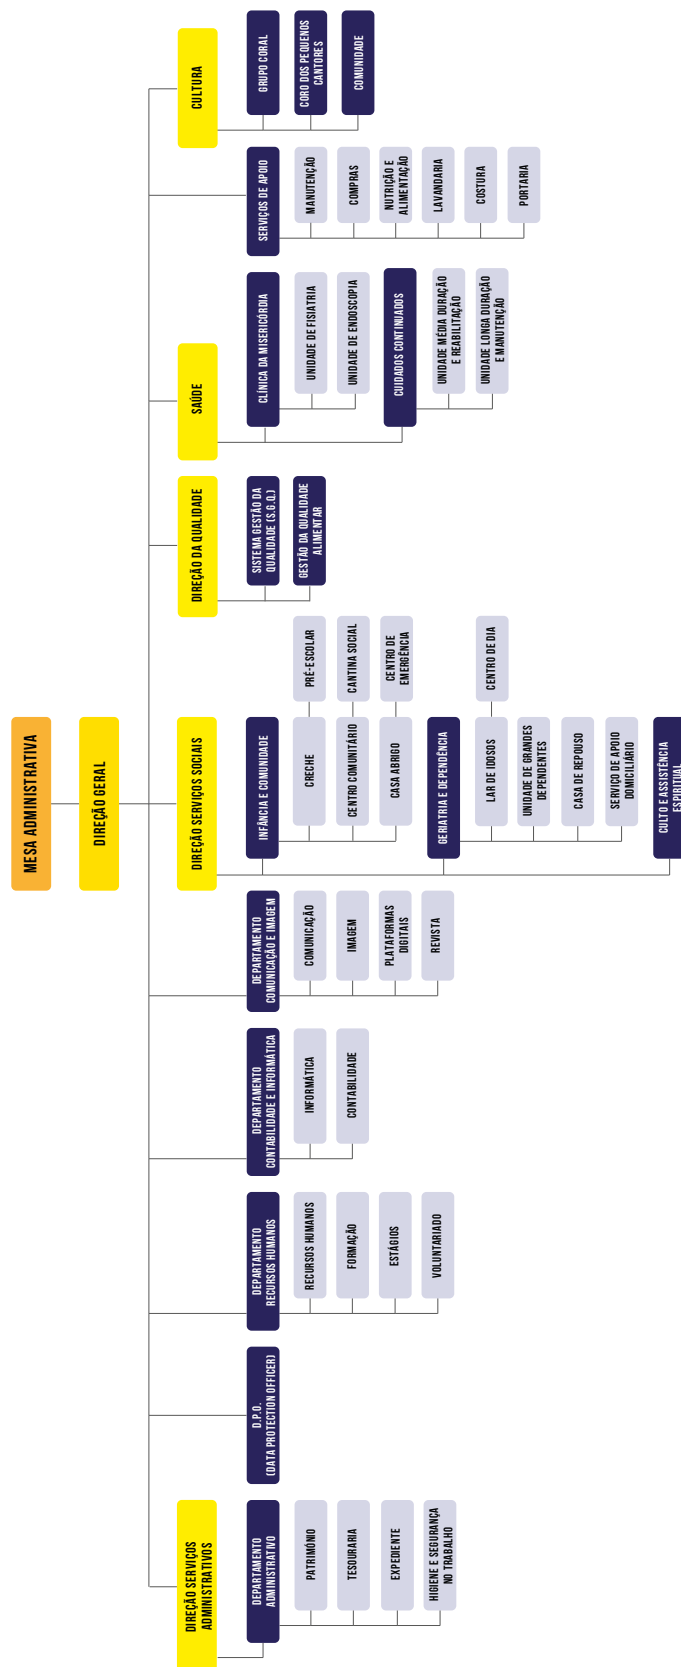 MESA ADMINISTRATIVA
DIREÇÃO GERAL
DIREÇÃO SERVIÇOS
ADMINISTRATIVOS
DEPARTAMENTO
ADMINISTRATIVO
PATRIMÓNIO
TESOURARIA
EXPEDIENTE
HIGIENE E SEGURANÇA
NO TRABALHO
D.P.O.
(DATA PROTECTION OFFICER)
DEPARTAMENTO
RECURSOS HUMANOS
RECURSOS HUMANOS
FORMAÇÃO
ESTÁGIOS
VOLUNTARIADO
DEPARTAMENTO
CONTABILIDADE E INFORMÁTICA
INFORMÁTICA
CONTABILIDADE
DEPARTAMENTO
COMUNICAÇÃO E IMAGEM
COMUNICAÇÃO
IMAGEM
PLATAFORMAS
DIGITAIS
REVISTA
DIREÇÃO SERVIÇOS SOCIAIS
INFÂNCIA E COMUNIDADE
CRECHE
PRÉ-ESCOLAR
CENTRO COMUNITÁRIO
CANTINA SOCIAL
CASA ABRIGO
CENTRO DE
EMERGÊNCIA
GERIATRIA E DEPENDÊNCIA
LAR DE IDOSOS
CENTRO DE DIA
UNIDADE DE GRANDES
DEPENDENTES
CASA DE REPOUSO
SERVIÇO DE APOIO
DOMICILIÁRIO
CULTO E ASSISTÊNCIA
ESPIRITUAL
DIREÇÃO DA QUALIDADE
SISTEMA GESTÃO DA
QUALIDADE (S.G.Q.)
GESTÃO DA QUALIDADE
ALIMENTAR
SAÚDE
CLÍNICA DA MISERICÓRDIA
UNIDADE DE FISIATRIA
UNIDADE DE ENDOSCOPIA
CUIDADOS CONTINUADOS
UNIDADE MÉDIA DURAÇÃO
E REABILITAÇÃO
UNIDADE LONGA DURAÇÃO
E MANUTENÇÃO
SERVIÇOS DE APOIO
MANUTENÇÃO
COMPRAS
NUTRIÇÃO E
ALIMENTAÇÃO
LAVANDARIA
COSTURA
PORTARIA
CULTURA
GRUPO CORAL
CORO DOS PEQUENOS
CANTORES
COMUNIDADE